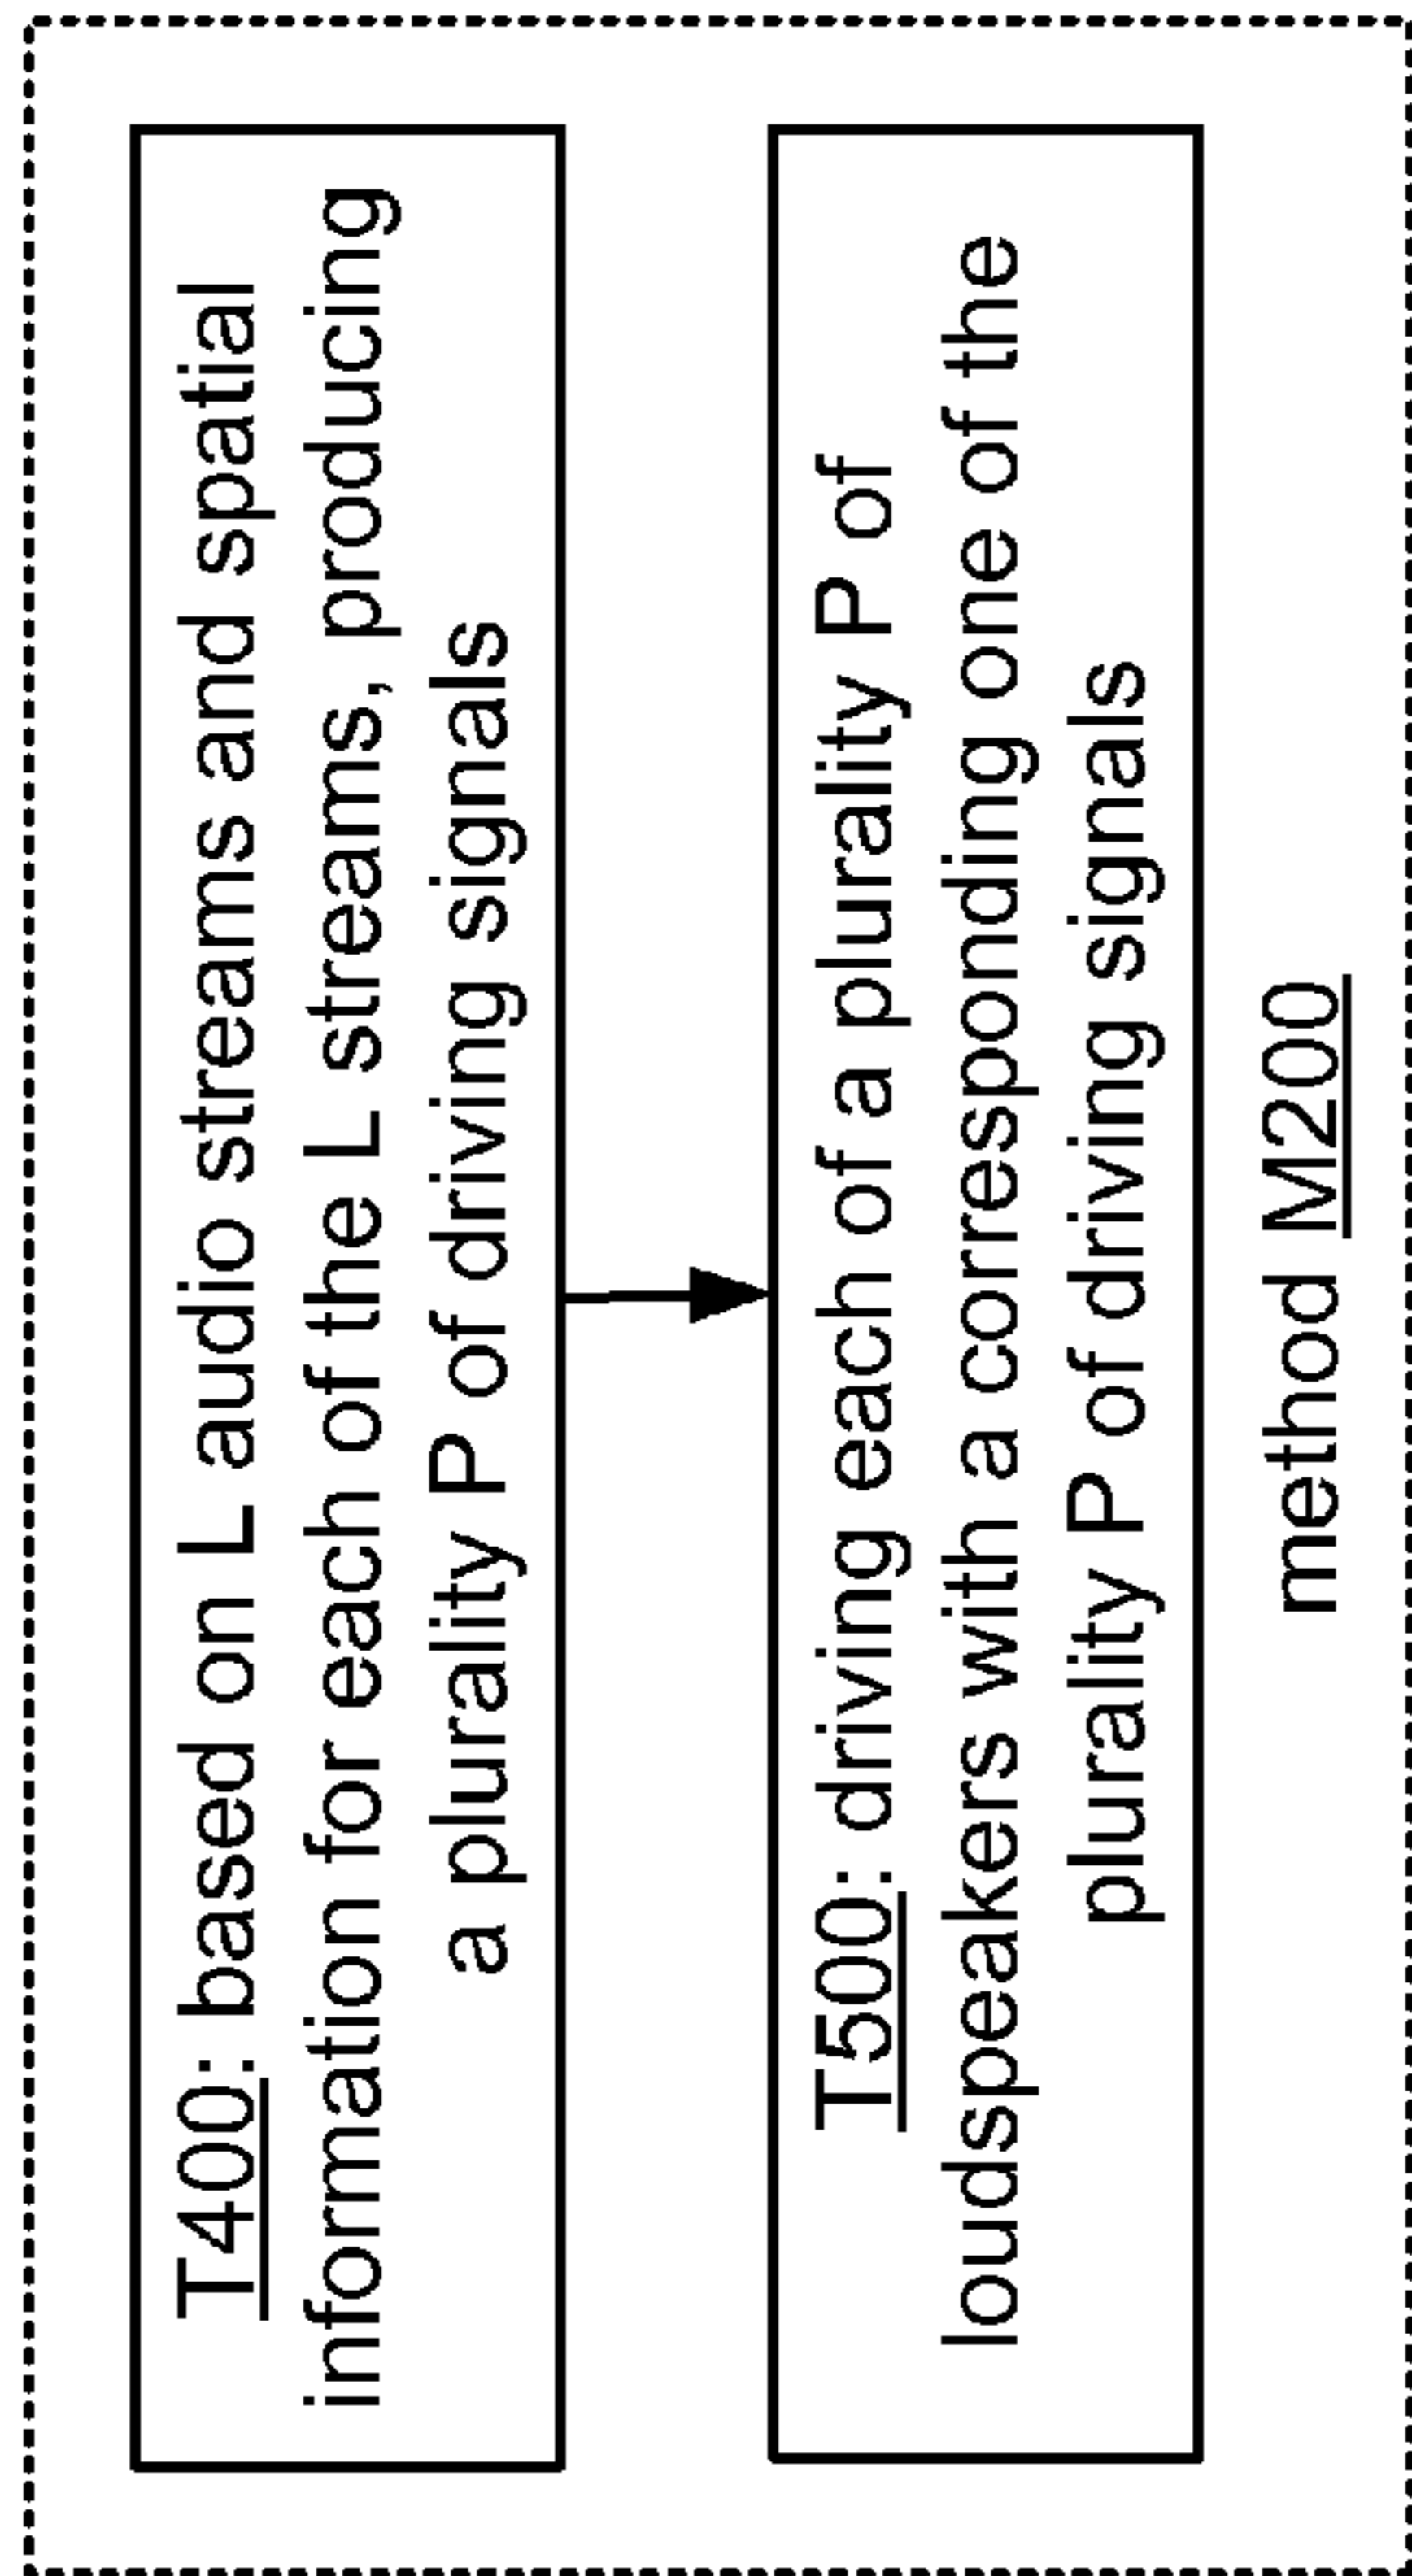 T400: based on L audio streams and spatial
information for each of the L streams, producing
a plurality P of driving signals
T500: driving each of a plurality P of
loudspeakers with a corresponding one of the
plurality P of driving signals
method M200